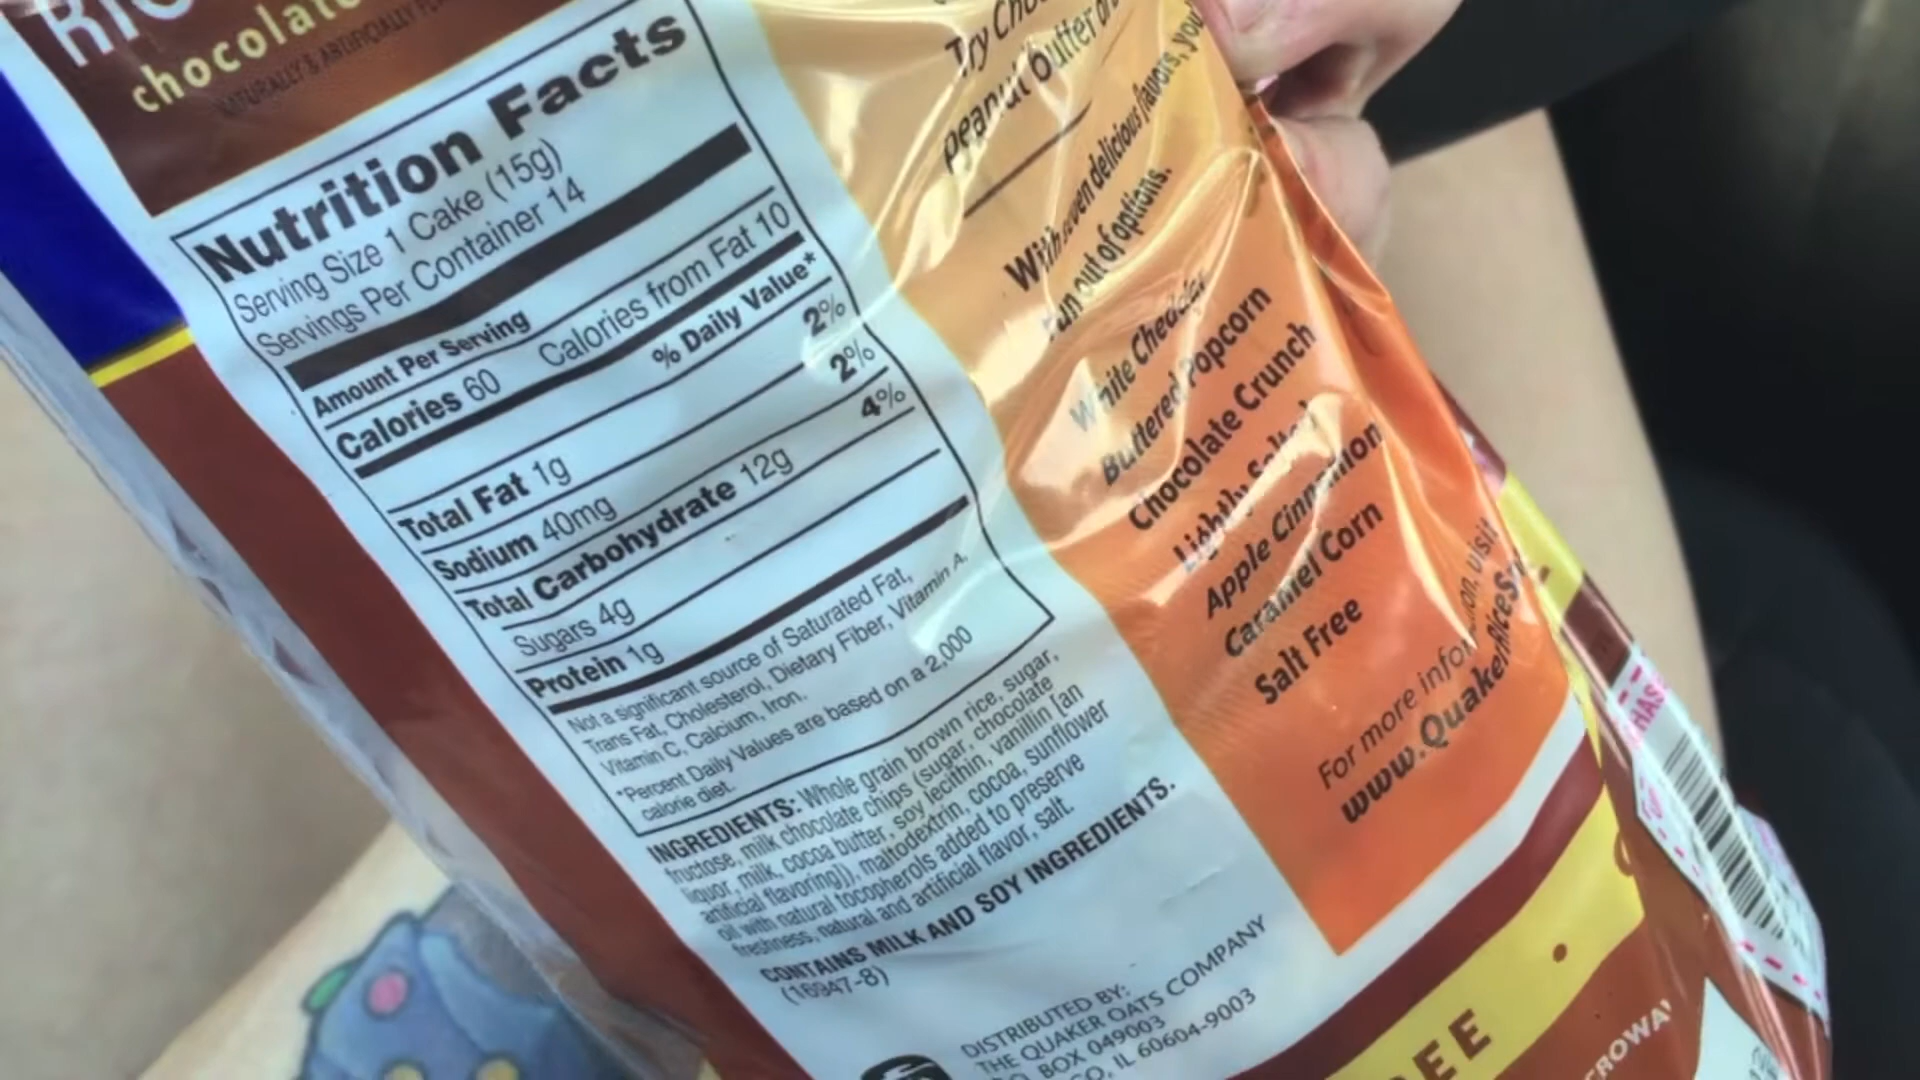 chocolate
NATURALLY & ARTIFICIALLY
Nutrition Facts
Serving Size 1 Cake (15g)
Servings Per Container 14
Amount Per Serving
Calories 60 Calories from Fat 10
% Daily Value*
Total Fat 1g 2%
Sodium 40mg 2%
Total Carbohydrate 12g 4%
Sugars 4g
Protein 1g
Not a significant source of Saturated Fat,
Trans Fat, Cholesterol, Dietary Fiber, Vitamin A,
Vitamin C, Calcium, Iron.
*Percent Daily Values are based on a 2,000
calorie diet.
INGREDIENTS: Whole grain brown rice, sugar,
fructose, milk chocolate chips (sugar, chocolate
liquor, milk, cocoa butter, soy lecithin, vanillin [an
artificial flavoring]), maltodextrin, cocoa, sunflower
oil with natural tocopherols added to preserve
freshness, natural and artificial flavor, salt.
CONTAINS MILK AND SOY INGREDIENTS.
(16947-8)
DISTRIBUTED BY:
THE QUAKER OATS COMPANY
BOX 049003
IL 60604-9003
Try
peanut butter
With seven delicious flavors, you
run out of options.
White Cheddar
Buttered Popcorn
Chocolate Crunch
Lightly Salted
Apple Cinnamon
Caramel Corn
Salt Free
For more information, visit
www.QuakerRiceSn